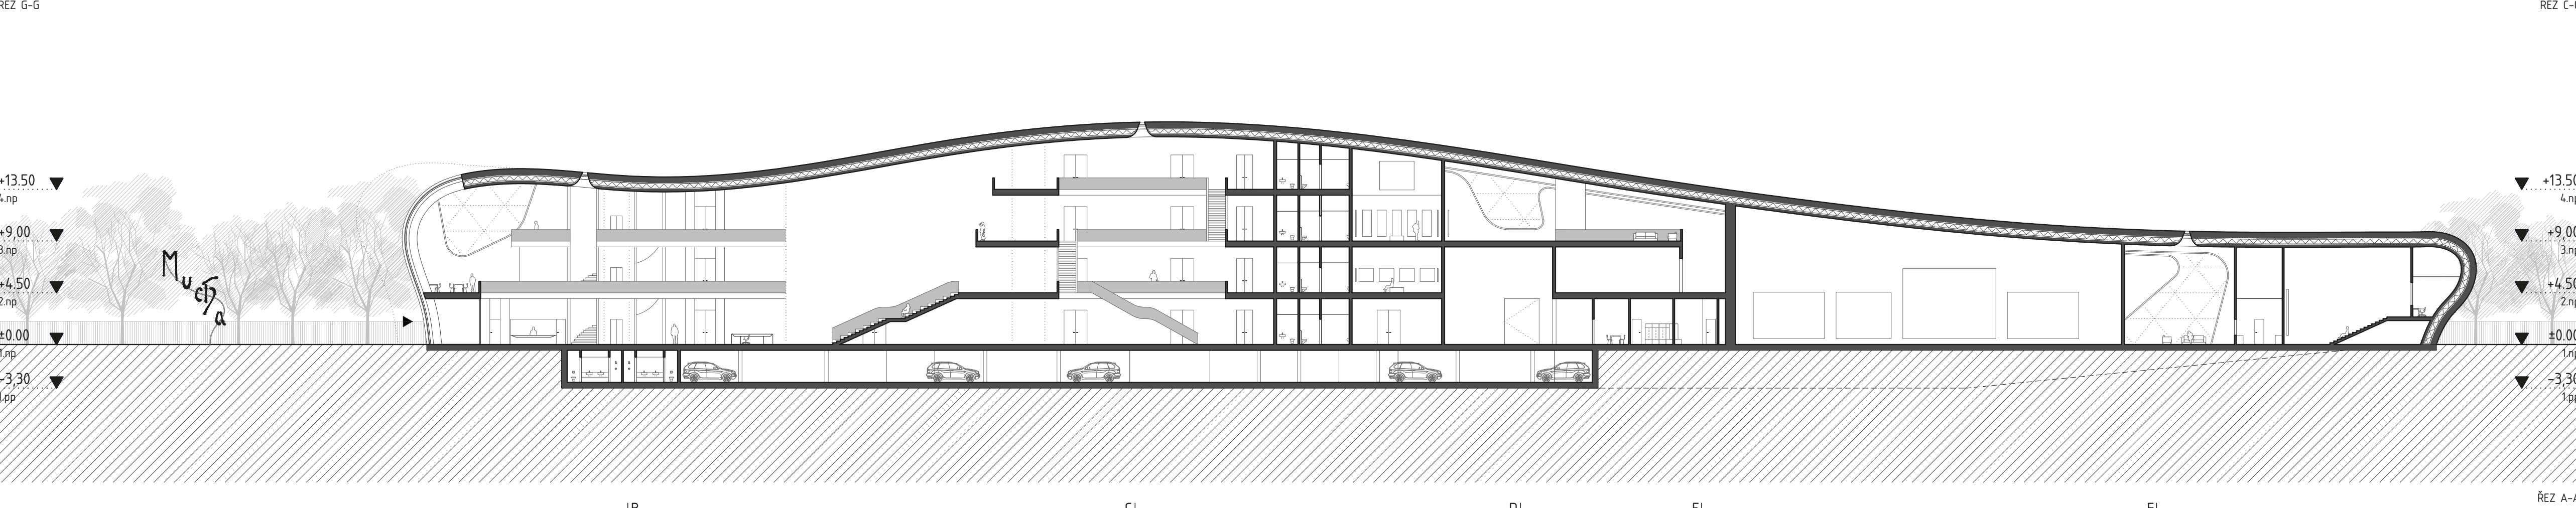 ŘEZ G-G
ŘEZ C-
+13.50
4.np
+9,00
3.np
+4.50
2.np
±0.00
1.np
-3,30
1.pp
Mucha
+13.50
4.np
+9,00
3.np
+4.50
2.np
±0.00
1.np
-3,30
1.pp
ŘEZ A-A